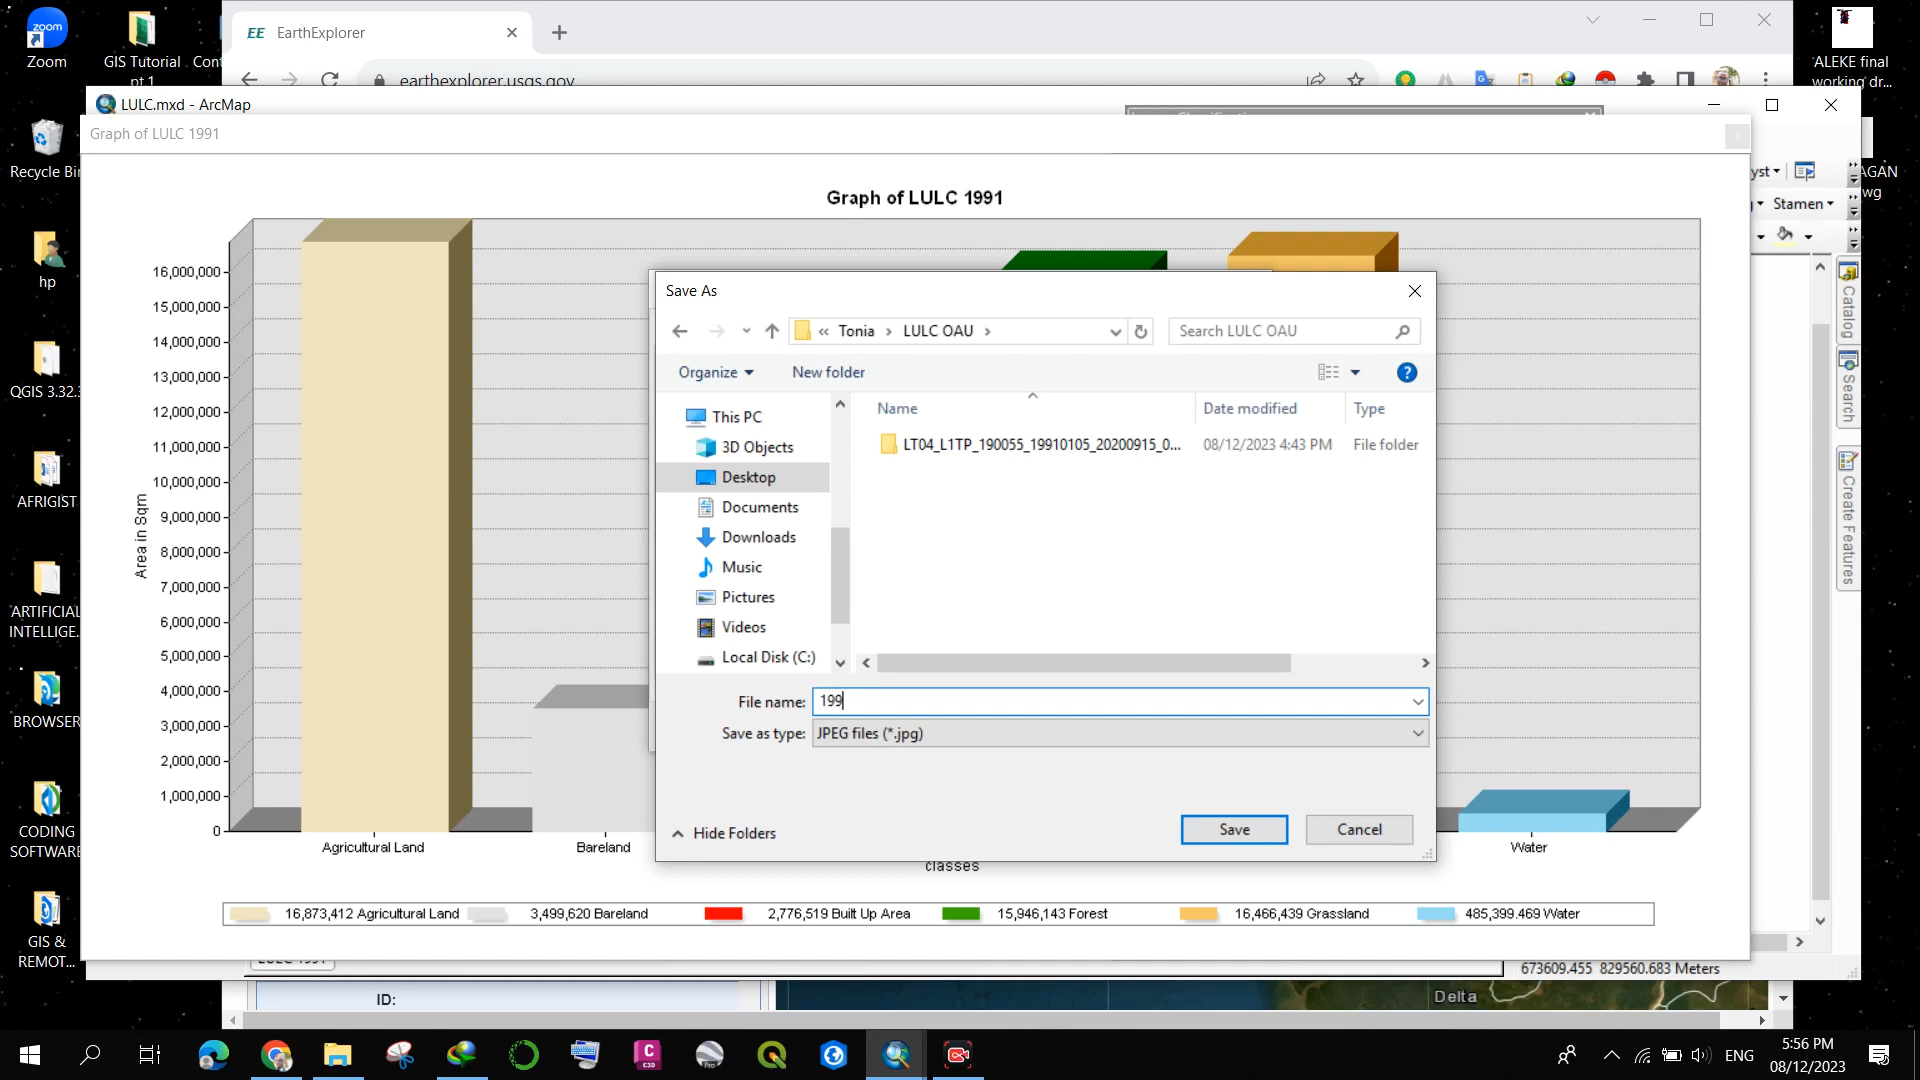 Zoom
GIS Tutorial
pt 1
Recycle Bin
hp
QGIS 3.32.3
AFRIGIST
ARTIFICIAL
INTELLIGE...
BROWSER
CODING
SOFTWARE
GIS &
REMOT...
'ALEKE final
working dr...
EE EarthExplorer
earthexplorer.usgs.gov
LULC.mxd - ArcMap
Graph of LULC 1991
Graph of LULC 1991
Stamen
Catalog
Search
Create Features
Area in Sqm
16,000,000
15,000,000
14,000,000
13,000,000
12,000,000
11,000,000
10,000,000
9,000,000
8,000,000
7,000,000
6,000,000
5,000,000
4,000,000
3,000,000
2,000,000
1,000,000
0
Agricultural Land
Bareland
Water
classes
16,873,412 Agricultural Land
3,499,620 Bareland
2,776,519 Built Up Area
15,946,143 Forest
16,466,439 Grassland
485,399.469 Water
Save As
« Tonia › LULC OAU ›
Search LULC OAU
Organize
New folder
This PC
3D Objects
Desktop
Documents
Downloads
Music
Pictures
Videos
Local Disk (C:)
Name Date modified Type
LT04_L1TP_190055_19910105_20200915_0... 08/12/2023 4:43 PM File folder
File name: 199
Save as type: JPEG files (*.jpg)
Hide Folders
Save
Cancel
673609.455 829560.683 Meters
ID:
Delta
ENG
5:56 PM
08/12/2023